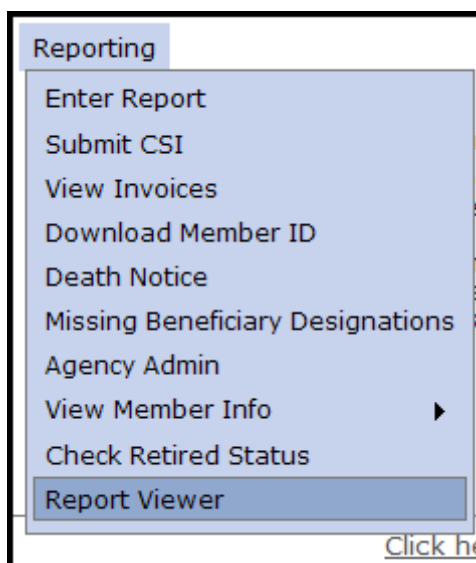 Reporting
Enter Report
Submit CSI
View Invoices
Download Member ID
Death Notice
Missing Beneficiary Designations
Agency Admin
View Member Info
Check Retired Status
Report Viewer
Click he